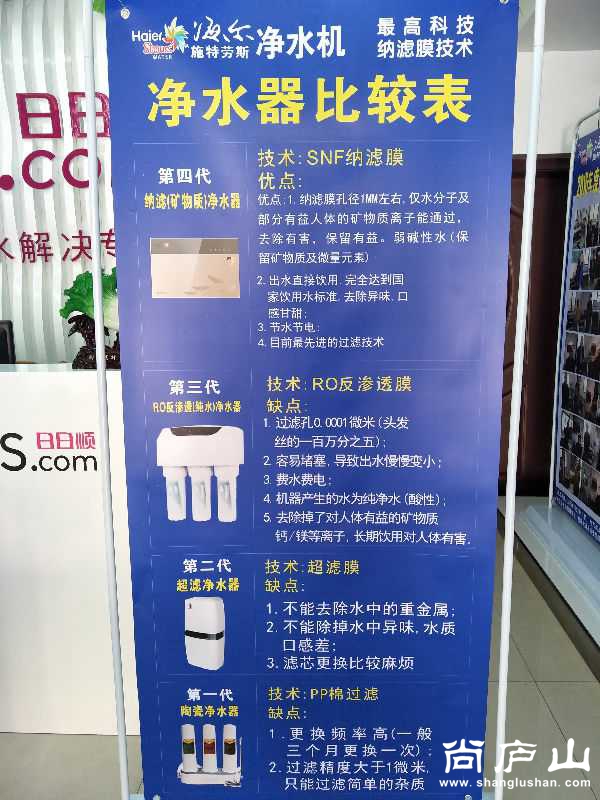 Haier
Strauss
WATER
海尔
施特劳斯
净水机
最高科技
纳滤膜技术
净水器比较表
第四代
纳滤(矿物质)净水器
技术:SNF纳滤膜
优点:
优点:1.纳滤膜孔径1MM左右,仅水分子及
部分有益人体的矿物质离子能通过,
去除有害,保留有益。弱碱性水(保
留矿物质及微量元素)
2.出水直接饮用,完全达到国
家饮用水标准,去除异味,口
感甘甜;
3.节水节电;
4.目前最先进的过滤技术
第三代
RO反渗透(纯水)净水器
技术:RO反渗透膜
缺点:
1.过滤孔0.0001微米(头发
丝的一百万分之五);
2.容易堵塞,导致出水慢慢变小;
3.费水费电;
4.机器产生的水为纯净水(酸性);
5.去除掉了对人体有益的矿物质
钙/镁等离子,长期饮用对人体有害.
第二代
超滤净水器
技术:超滤膜
缺点:
1.不能去除水中的重金属;
2.不能除掉水中异味,水质
口感差;
3.滤芯更换比较麻烦
第一代
陶瓷净水器
技术:PP棉过滤
缺点:
1.更换频率高(一般
三个月更换一次);
2.过滤精度大于1微米,
只能过滤简单的杂质
日日
.co
水解决专
日日顺
s.com
尚庐山
www.shanglushan.com